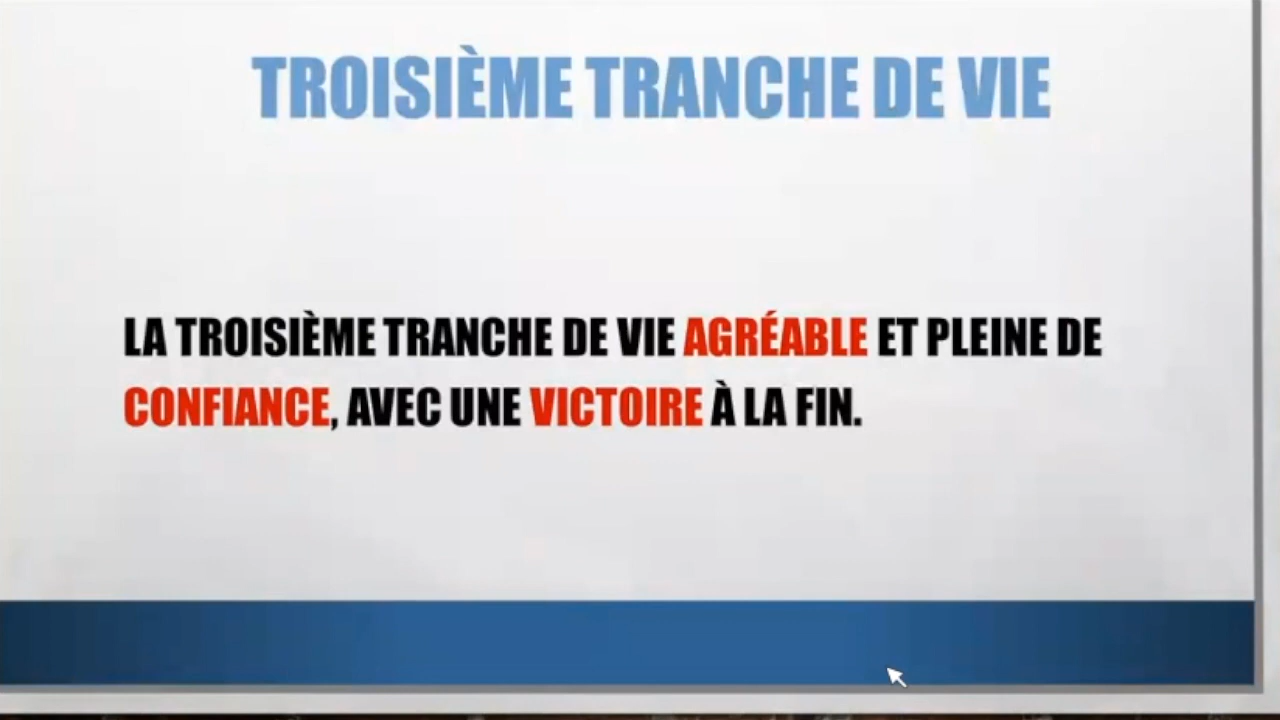 TROISIÈME TRANCHE DE VIE
LA TROISIÈME TRANCHE DE VIE AGRÉABLE ET PLEINE DE
CONFIANCE, AVEC UNE VICTOIRE À LA FIN.